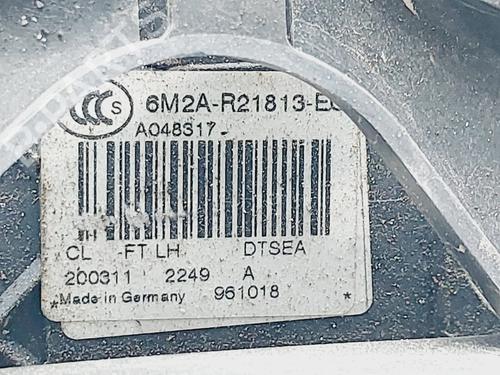 S 6M2A-R21813-E
A048317
CL -FT LH DTSEA
200311 2249 A
*Made in Germany 961018 *